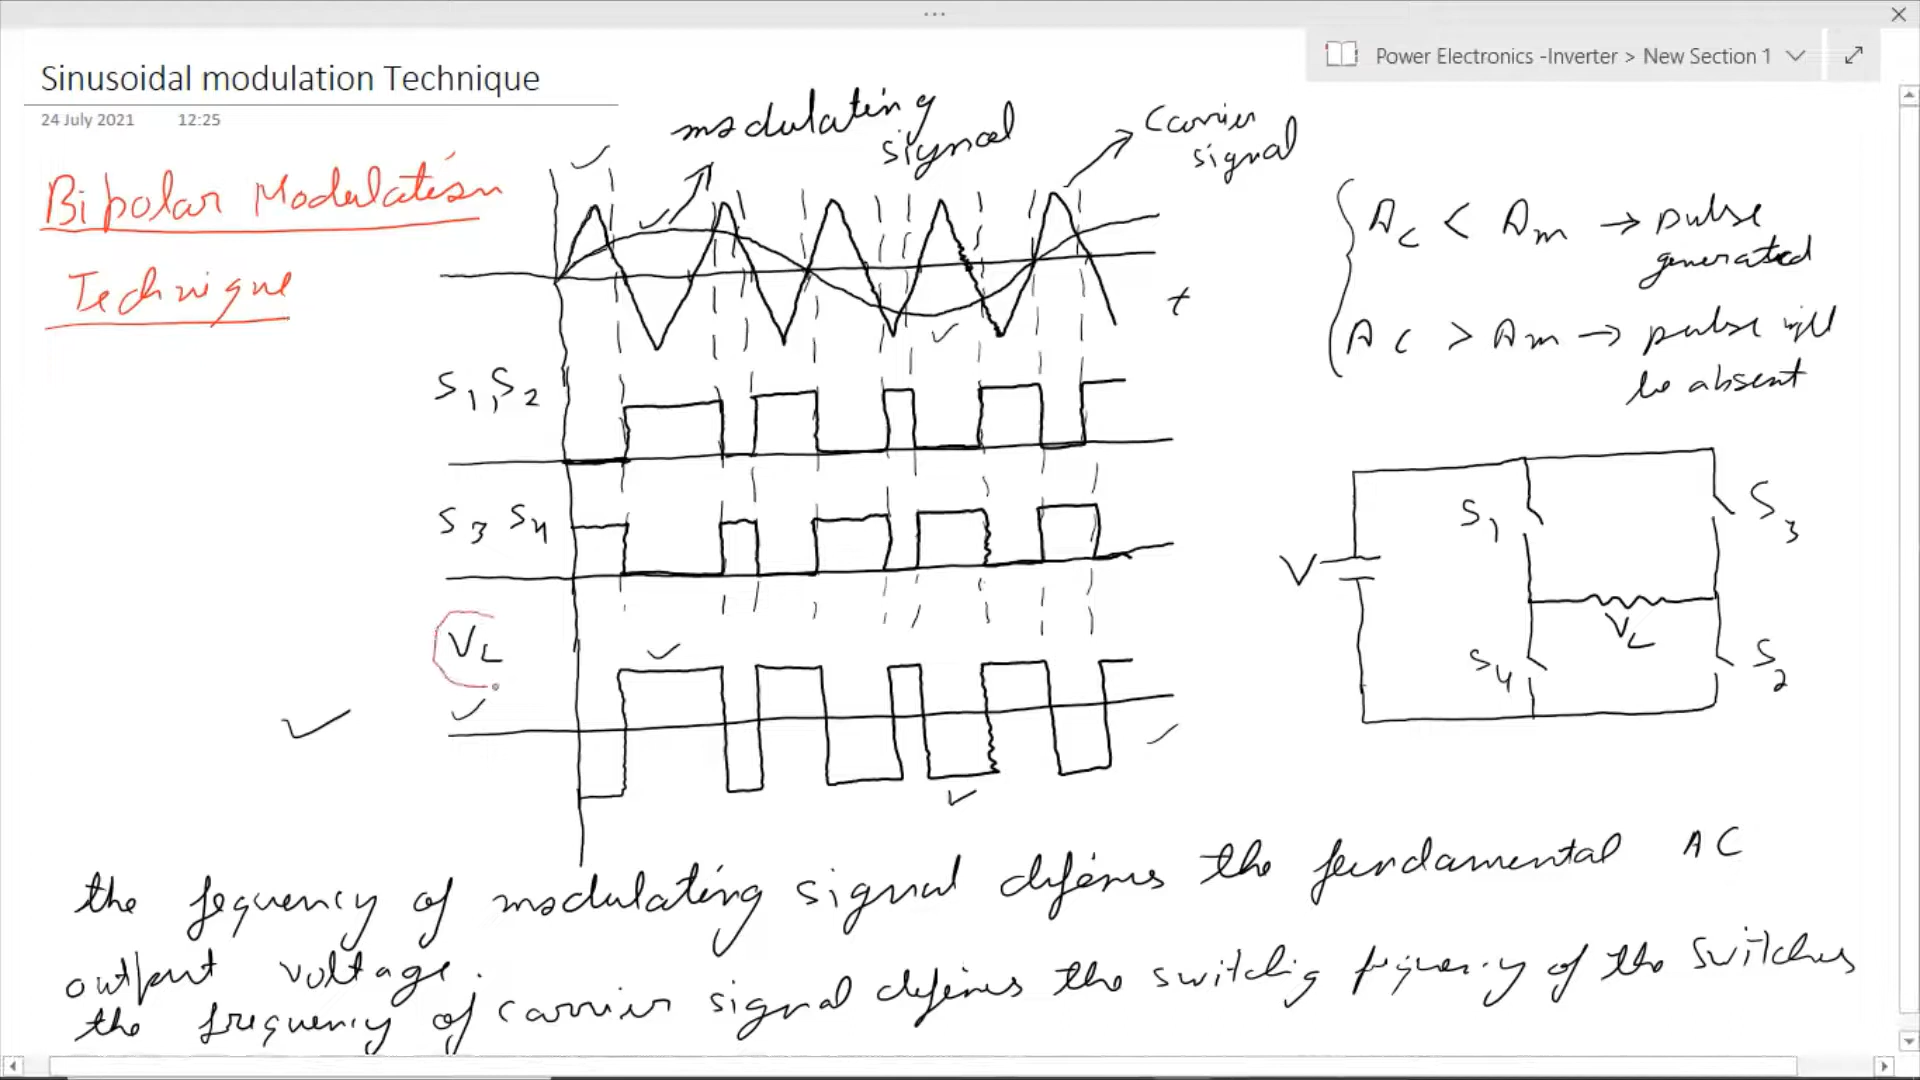 Power Electronics -Inverter > New Section 1
Sinusoidal modulation Technique
24 July 2021 12:25
Bipolar Modulation
Technique
modulating
signal
Carrier
signal
t
Ac < Am → pulse
generated
Ac > Am → pulse will
be absent
S1, S2
S3 S4
VL
V
S1
S3
VL
S4
S2
the fequency of modulating signal defines the fundamental AC
output voltage.
the frequency of carrier signal defines the switchig frequency of the switches